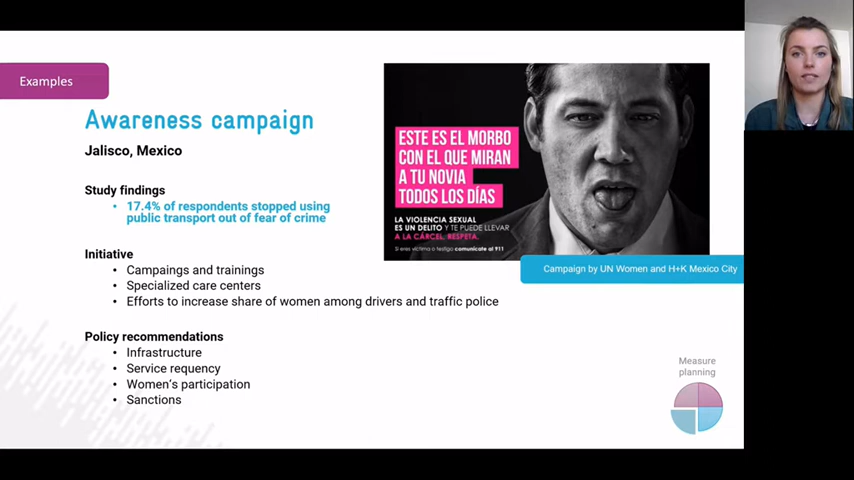 Examples
Awareness campaign
Jalisco, Mexico
Study findings
• 17.4% of respondents stopped using
public transport out of fear of crime
Initiative
• Campaings and trainings
• Specialized care centers
• Efforts to increase share of women among drivers and traffic police
Policy recommendations
• Infrastructure
• Service requency
• Women's participation
• Sanctions
ESTE ES EL MORBO
CON EL QUE MIRAN
A TU NOVIA
TODOS LOS DÍAS
LA VIOLENCIA SEXUAL
ES UN DELITO Y TE PUEDE LLEVAR
A LA CÁRCEL. RESPETA.
Si eres víctima o testigo comunícate al 911
Campaign by UN Women and H+K Mexico City
Measure
planning